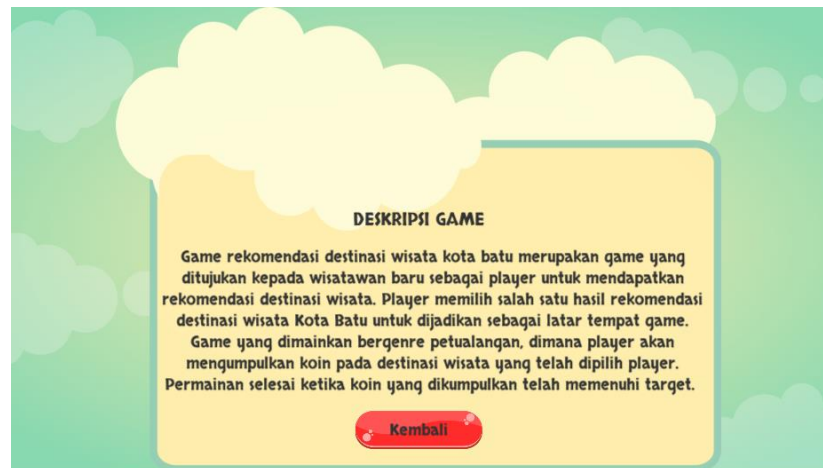 DESKRIPSI GAME
Game rekomendasi destinasi wisata kota batu merupakan game yang
ditujukan kepada wisatawan baru sebagai player untuk mendapatkan
rekomendasi destinasi wisata. Player memilih salah satu hasil rekomendasi
destinasi wisata Kota Batu untuk dijadikan sebagai latar tempat game.
Game yang dimainkan bergenre petualangan, dimana player akan
mengumpulkan koin pada destinasi wisata yang telah dipilih player.
Permainan selesai ketika koin yang dikumpulkan telah memenuhi target.
Kembali